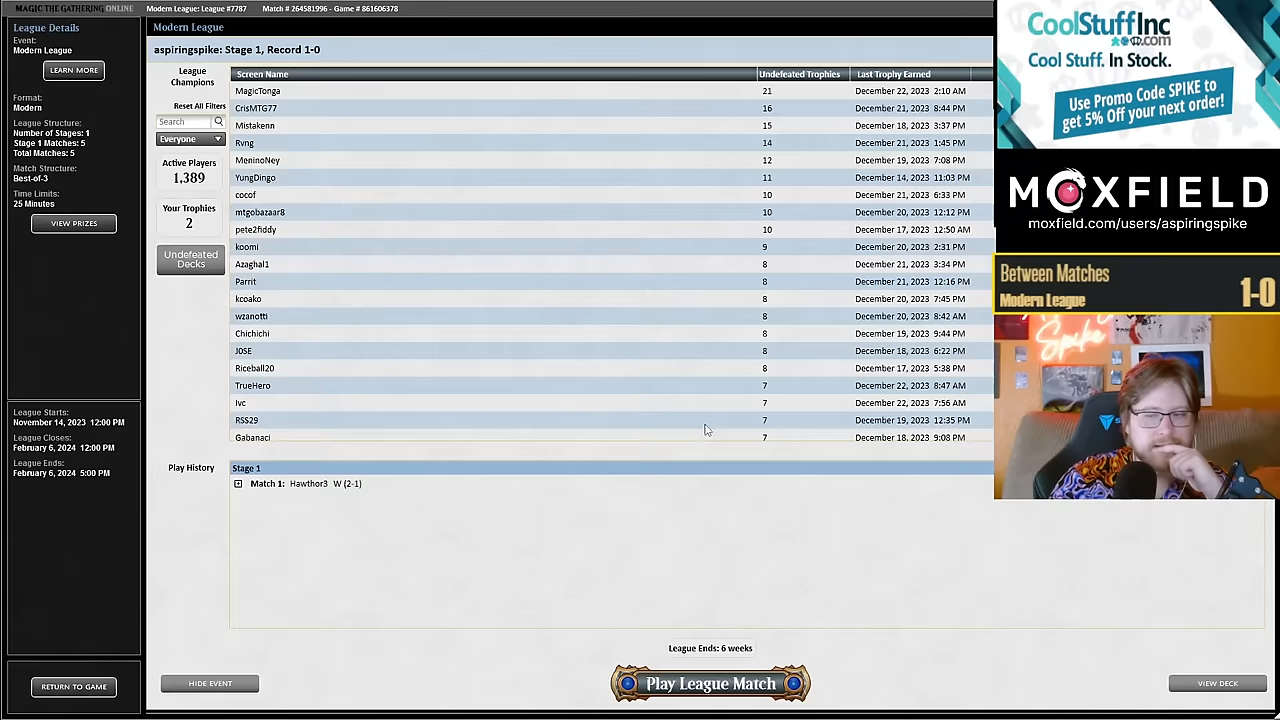 MAGIC THE GATHERING ONLINE Modern League: League #7787 Match # 264581996 - Game # 861606378
League Details
Event:
Modern League
LEARN MORE
Format:
Modern
League Structure:
Number of Stages: 1
Stage 1 Matches: 5
Total Matches: 5
Match Structure:
Best-of-3
Time Limits:
25 Minutes
VIEW PRIZES
League Starts:
November 14, 2023 12:00 PM
League Closes:
February 6, 2024 12:00 PM
League Ends:
February 6, 2024 5:00 PM
RETURN TO GAME
Modern League
aspiringspike: Stage 1, Record 1-0
League
Champions
Reset All Filters
Search
Everyone
Active Players
1,389
Your Trophies
2
Undefeated
Decks
Screen Name Undefeated Trophies Last Trophy Earned
MagicTonga 21 December 22, 2023 2:10 AM
CrisMTG77 16 December 21, 2023 8:44 PM
Mistakenn 15 December 18, 2023 3:37 PM
Rvng 14 December 21, 2023 1:45 PM
MeninoNey 12 December 19, 2023 7:08 PM
YungDingo 11 December 14, 2023 11:03 PM
cocof 10 December 21, 2023 6:33 PM
mtgobazaar8 10 December 20, 2023 12:12 PM
pete2fiddy 10 December 17, 2023 12:50 AM
koomi 9 December 20, 2023 2:31 PM
Azaghal1 8 December 21, 2023 3:34 PM
Parrit 8 December 21, 2023 12:16 PM
kcoako 8 December 20, 2023 7:45 PM
wzanotti 8 December 20, 2023 8:42 AM
Chichichi 8 December 19, 2023 9:44 PM
J0SE 8 December 18, 2023 6:22 PM
Riceball20 8 December 17, 2023 5:38 PM
TrueHero 7 December 22, 2023 8:47 AM
lvc 7 December 22, 2023 7:56 AM
RSS29 7 December 19, 2023 12:35 PM
Gabanaci 7 December 18, 2023 9:08 PM
Play History
Stage 1
Match 1: Hawthor3 W (2-1)
League Ends: 6 weeks
HIDE EVENT
Play League Match
VIEW DECK
CoolStuffInc
.com
Cool Stuff. In Stock.
Use Promo Code SPIKE to
get 5% Off your next order!
MOXFIELD
moxfield.com/users/aspiringspike
Between Matches
Modern League 1-0
Spike